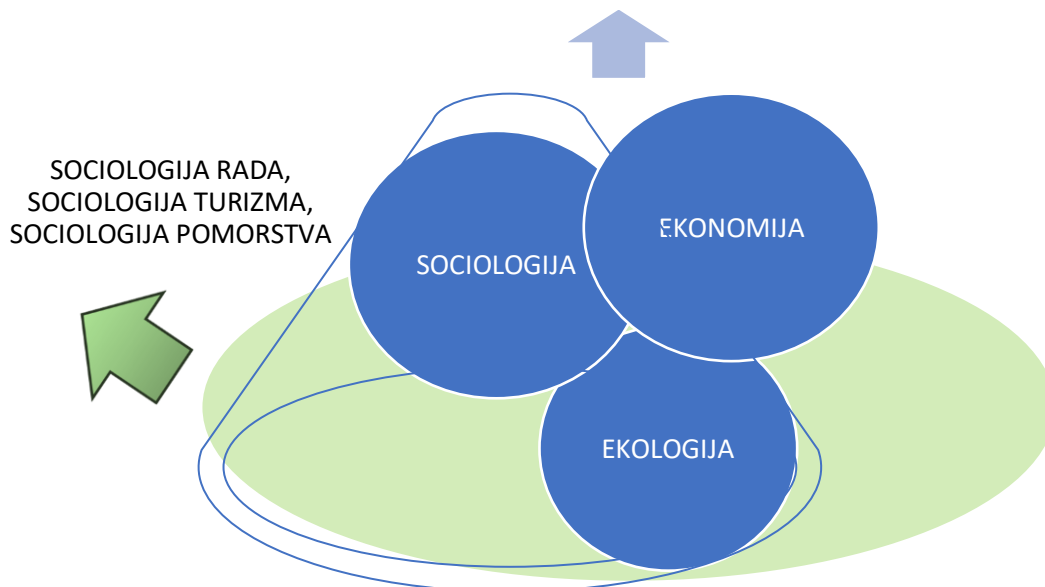 SOCIOLOGIJA RADA,
SOCIOLOGIJA TURIZMA,
SOCIOLOGIJA POMORSTVA
SOCIOLOGIJA
EKONOMIJA
EKOLOGIJA